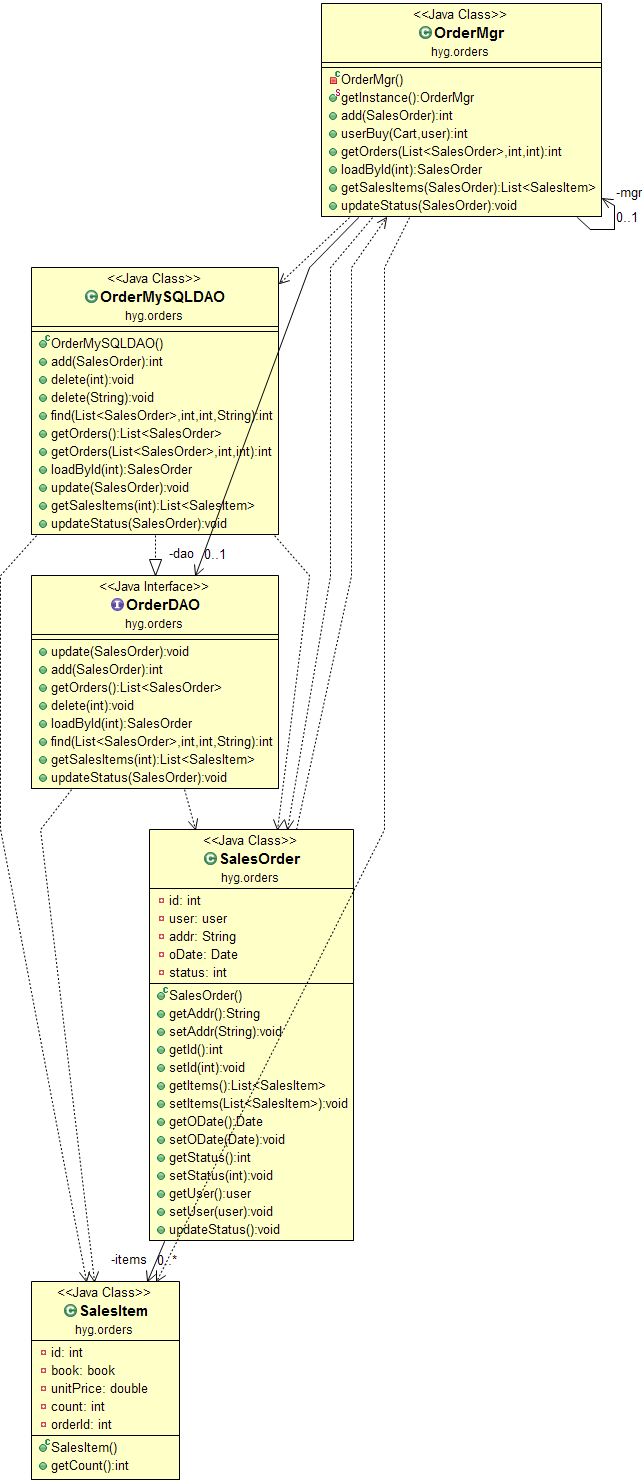 <<Java Class>>
OrderMgr
hyg.orders
OrderMgr()
getInstance():OrderMgr
add(SalesOrder):int
userBuy(Cart,user):int
getOrders(List<SalesOrder>,int,int):int
loadById(int):SalesOrder
getSalesItems(SalesOrder):List<SalesItem>
updateStatus(SalesOrder):void
-mgr
0..1
<<Java Class>>
OrderMySQLDAO
hyg.orders
OrderMySQLDAO()
add(SalesOrder):int
delete(int):void
delete(String):void
find(List<SalesOrder>,int,int,String):int
getOrders():List<SalesOrder>
getOrders(List<SalesOrder>,int,int):int
loadById(int):SalesOrder
update(SalesOrder):void
getSalesItems(int):List<SalesItem>
updateStatus(SalesOrder):void
-dao 0..1
<<Java Interface>>
OrderDAO
hyg.orders
update(SalesOrder):void
add(SalesOrder):int
getOrders():List<SalesOrder>
delete(int):void
loadById(int):SalesOrder
find(List<SalesOrder>,int,int,String):int
getSalesItems(int):List<SalesItem>
updateStatus(SalesOrder):void
<<Java Class>>
SalesOrder
hyg.orders
id: int
user: user
addr: String
oDate: Date
status: int
SalesOrder()
getAddr():String
setAddr(String):void
getId():int
setId(int):void
getItems():List<SalesItem>
setItems(List<SalesItem>):void
getODate():Date
setODate(Date):void
getStatus():int
setStatus(int):void
getUser():user
setUser(user):void
updateStatus():void
-items 0..*
<<Java Class>>
SalesItem
hyg.orders
id: int
book: book
unitPrice: double
count: int
orderId: int
SalesItem()
getCount():int